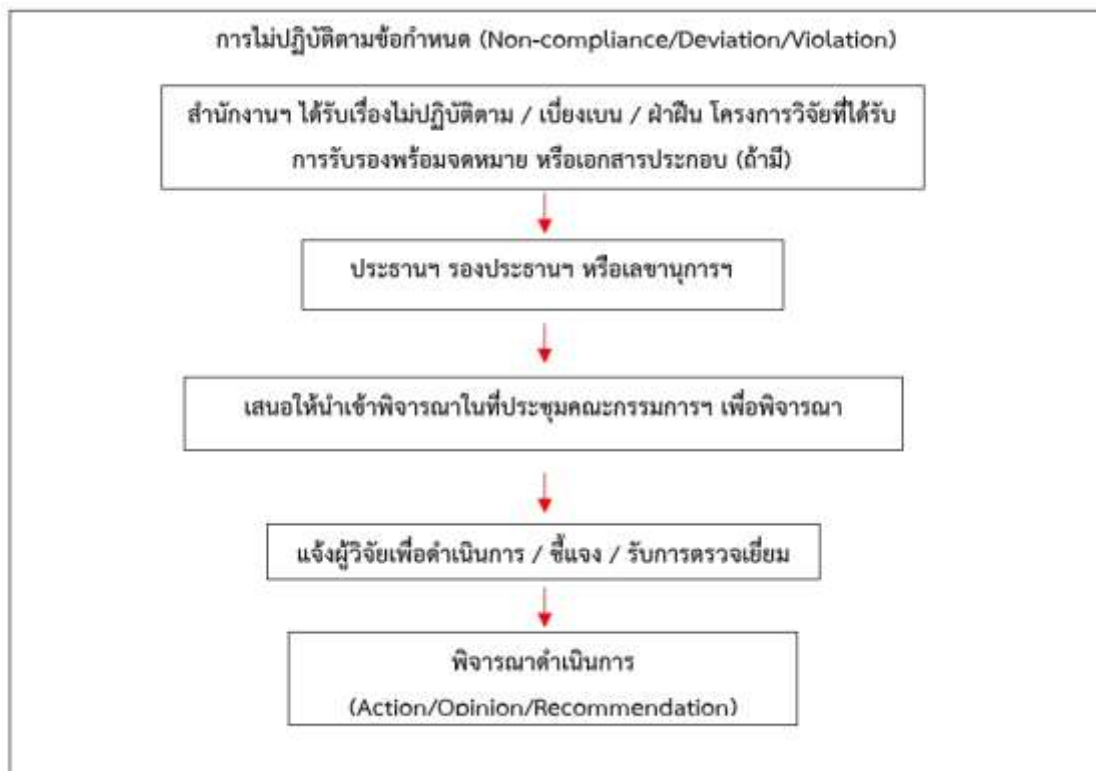 การไม่ปฏิบัติตามข้อกำหนด (Non-compliance/Deviation/Violation)
สำนักงานฯ ได้รับเรื่องไม่ปฏิบัติตาม / เบี่ยงเบน / ฝ่าฝืน โครงการวิจัยที่ได้รับ
การรับรองพร้อมจดหมาย หรือเอกสารประกอบ (ถ้ามี)
ประธานฯ รองประธานฯ หรือเลขานุการฯ
เสนอให้นำเข้าพิจารณาในที่ประชุมคณะกรรมการฯ เพื่อพิจารณา
แจ้งผู้วิจัยเพื่อดำเนินการ / ชี้แจง / รับการตรวจเยี่ยม
พิจารณาดำเนินการ
(Action/Opinion/Recommendation)